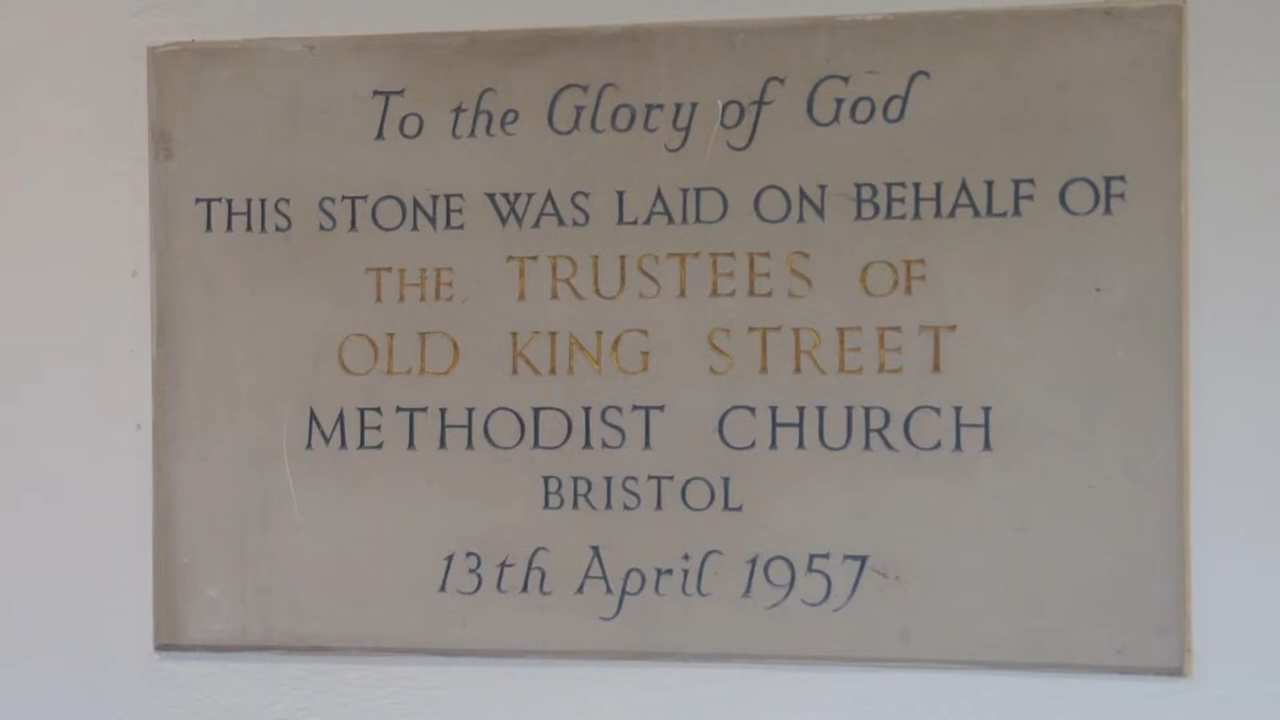 To the Glory of God
THIS STONE WAS LAID ON BEHALF OF
THE TRUSTEES OF
OLD KING STREET
METHODIST CHURCH
BRISTOL
13th April 1957